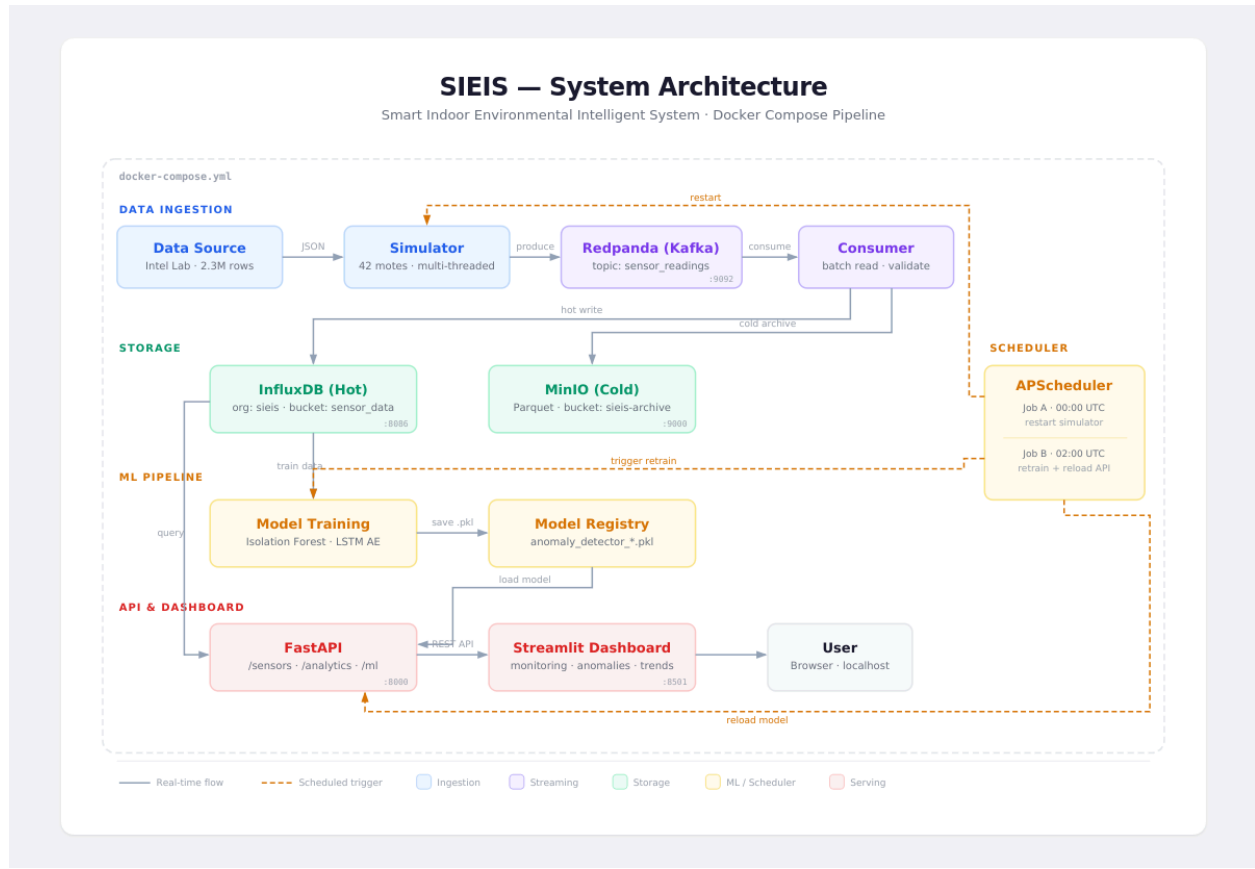 SIEIS — System Architecture
Smart Indoor Environmental Intelligent System · Docker Compose Pipeline
docker-compose.yml
restart
DATA INGESTION
Data Source
Intel Lab · 2.3M rows
JSON
Simulator
42 motes · multi-threaded
produce
Redpanda (Kafka)
topic: sensor_readings
:9092
consume
Consumer
batch read · validate
hot write
cold archive
STORAGE
SCHEDULER
InfluxDB (Hot)
org: sieis · bucket: sensor_data
:8086
MinIO (Cold)
Parquet · bucket: sieis-archive
:9000
APScheduler
Job A · 00:00 UTC
restart simulator
Job B · 02:00 UTC
retrain + reload API
train data
trigger retrain
ML PIPELINE
Model Training
Isolation Forest · LSTM AE
save .pkl
Model Registry
anomaly_detector_*.pkl
query
load model
API & DASHBOARD
FastAPI
/sensors · /analytics · /ml
:8000
REST API
Streamlit Dashboard
monitoring · anomalies · trends
:8501
User
Browser · localhost
reload model
Real-time flow
Scheduled trigger
Ingestion
Streaming
Storage
ML / Scheduler
Serving